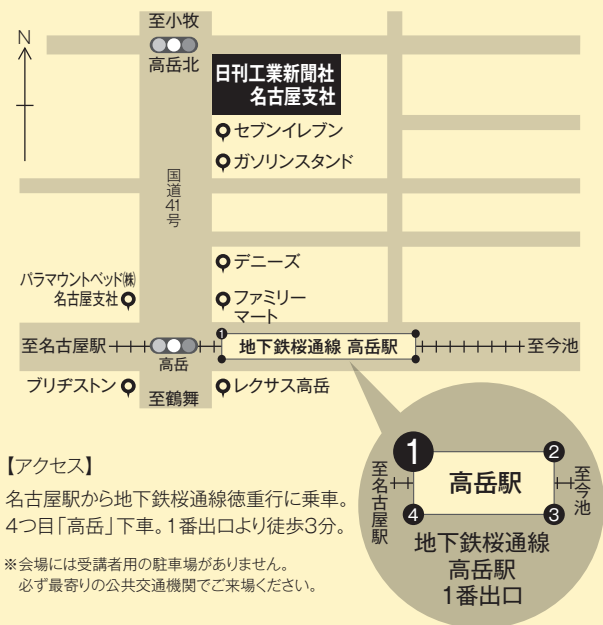 至小牧
N
高岳北
日刊工業新聞社
名古屋支社
セブンイレブン
ガソリンスタンド
国道41号
デニーズ
パラマウントベッド㈱
名古屋支社
ファミリー
マート
至名古屋駅
1
地下鉄桜通線 高岳駅
至今池
高岳
ブリヂストン
至鶴舞
レクサス高岳
1
2
至名古屋駅
高岳駅
至今池
4
3
地下鉄桜通線
高岳駅
1番出口
【アクセス】
名古屋駅から地下鉄桜通線徳重行に乗車。
4つ目「高岳」下車。1番出口より徒歩3分。
※会場には受講者用の駐車場がありません。
必ず最寄りの公共交通機関でご来場ください。